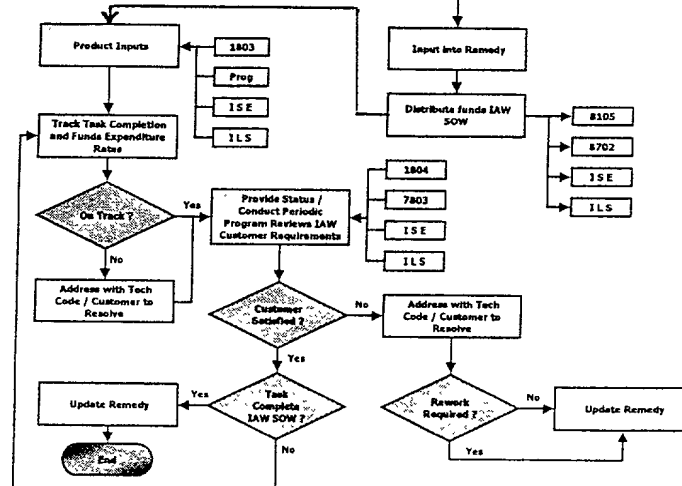 Product Inputs
1803
Prog
ISE
ILS
Input into Remedy
Distribute funds IAW
SOW
8105
8702
ISE
ILS
Track Task Completion
and Funds Expenditure
Rates
On Track ?
Yes
No
Address with Tech
Code / Customer to
Resolve
Provide Status /
Conduct Periodic
Program Reviews IAW
Customer Requirements
1804
7803
ISE
ILS
Customer
Satisfied ?
No
Yes
Address with Tech
Code / Customer to
Resolve
Task
Complete
IAW SOW ?
Yes
No
Update Remedy
End
Rework
Required ?
No
Yes
Update Remedy